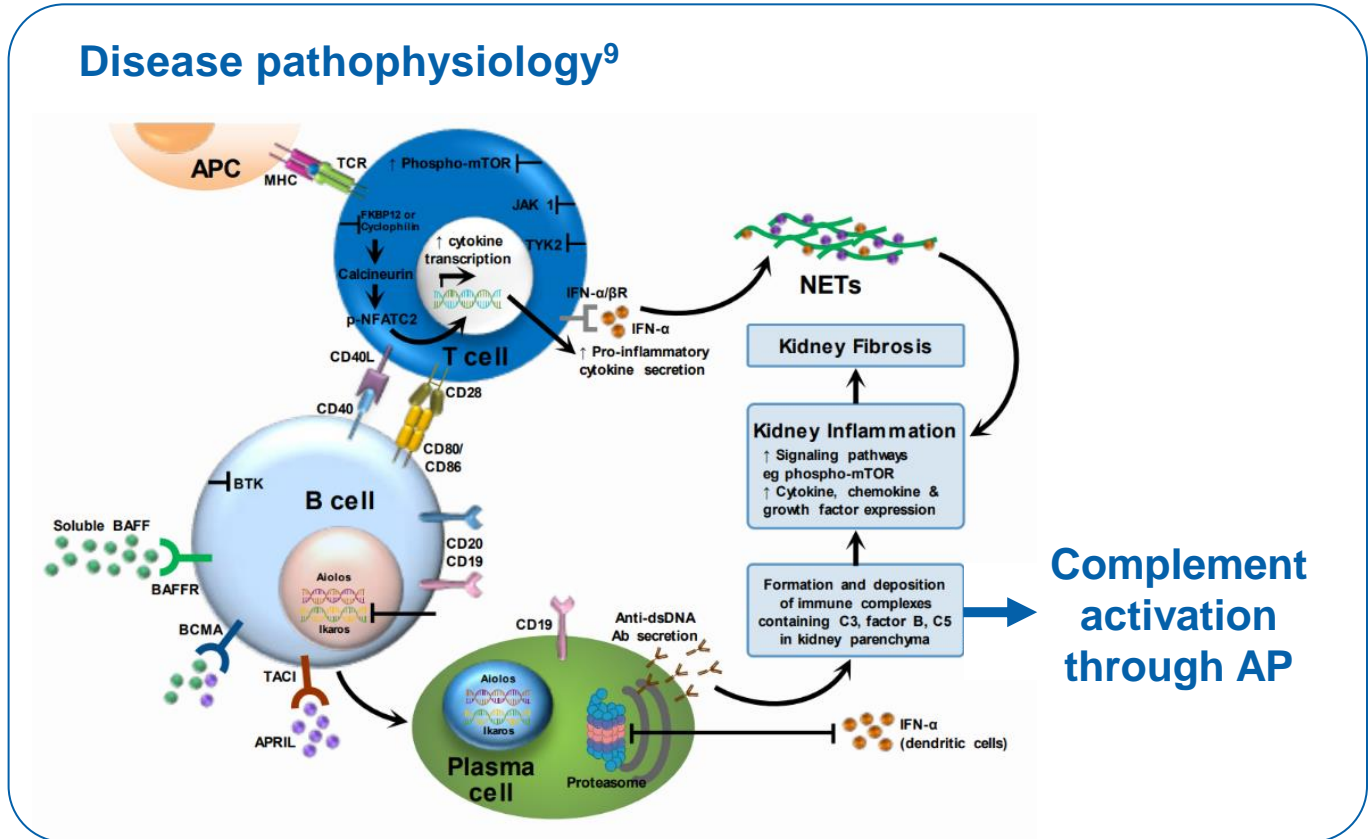 Disease pathophysiology⁹
APC
MHC
TCR
↑ Phospho-mTOR
JAK 1
TYK2
FKBP12 or
Cyclophilin
Calcineurin
p-NFATC2
↑ cytokine
transcription
T cell
IFN-α/βR
IFN-α
↑ Pro-inflammatory
cytokine secretion
NETs
CD40L
CD40
CD28
CD80/
CD86
Kidney Fibrosis
Kidney Inflammation
↑ Signaling pathways
eg phospho-mTOR
↑ Cytokine, chemokine &
growth factor expression
BTK
B cell
Soluble BAFF
BAFFR
BCMA
TACI
APRIL
Aiolos
Ikaros
CD20
CD19
Formation and deposition
of immune complexes
containing C3, factor B, C5
in kidney parenchyma
Complement
activation
through AP
CD19
Anti-dsDNA
Ab secretion
Aiolos
Ikaros
Plasma
cell
Proteasome
IFN-α
(dendritic cells)